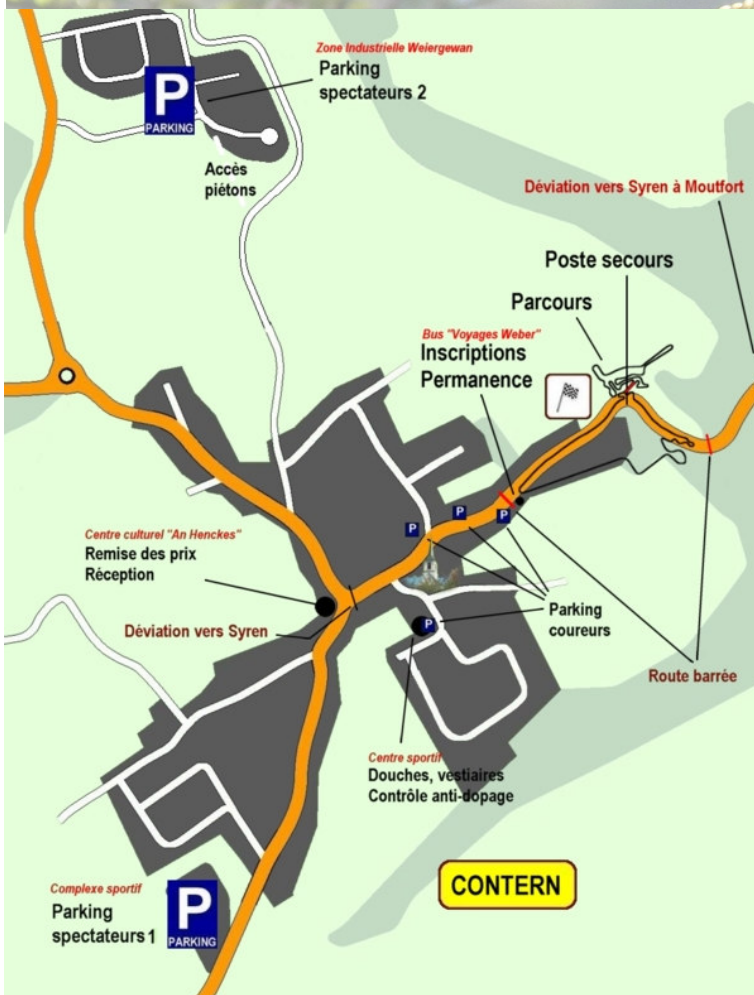 Zone Industrielle Weiergewan
Parking
spectateurs 2
P
PARKING
Accès
piétons
Déviation vers Syren à Moutfort
Poste secours
Parcours
Bus "Voyages Weber"
Inscriptions
Permanence
Centre culturel "An Henckes"
Remise des prix
Réception
P
P
P
Déviation vers Syren
P
Parking
coureurs
Route barrée
Centre sportif
Douches, vestiaires
Contrôle anti-dopage
Complexe sportif
Parking
spectateurs 1
P
PARKING
CONTERN